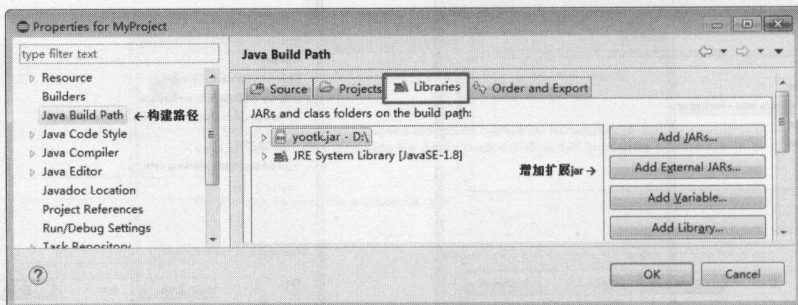 Properties for MyProject
type filter text
Resource
Builders
Java Build Path ←构建路径
Java Code Style
Java Compiler
Java Editor
Javadoc Location
Project References
Run/Debug Settings
Task Repository
Java Build Path
Source Projects Libraries Order and Export
JARs and class folders on the build path:
yootk.jar - D:\
JRE System Library [JavaSE-1.8]
增加扩展jar→
Add JARs...
Add External JARs...
Add Variable...
Add Library...
OK Cancel